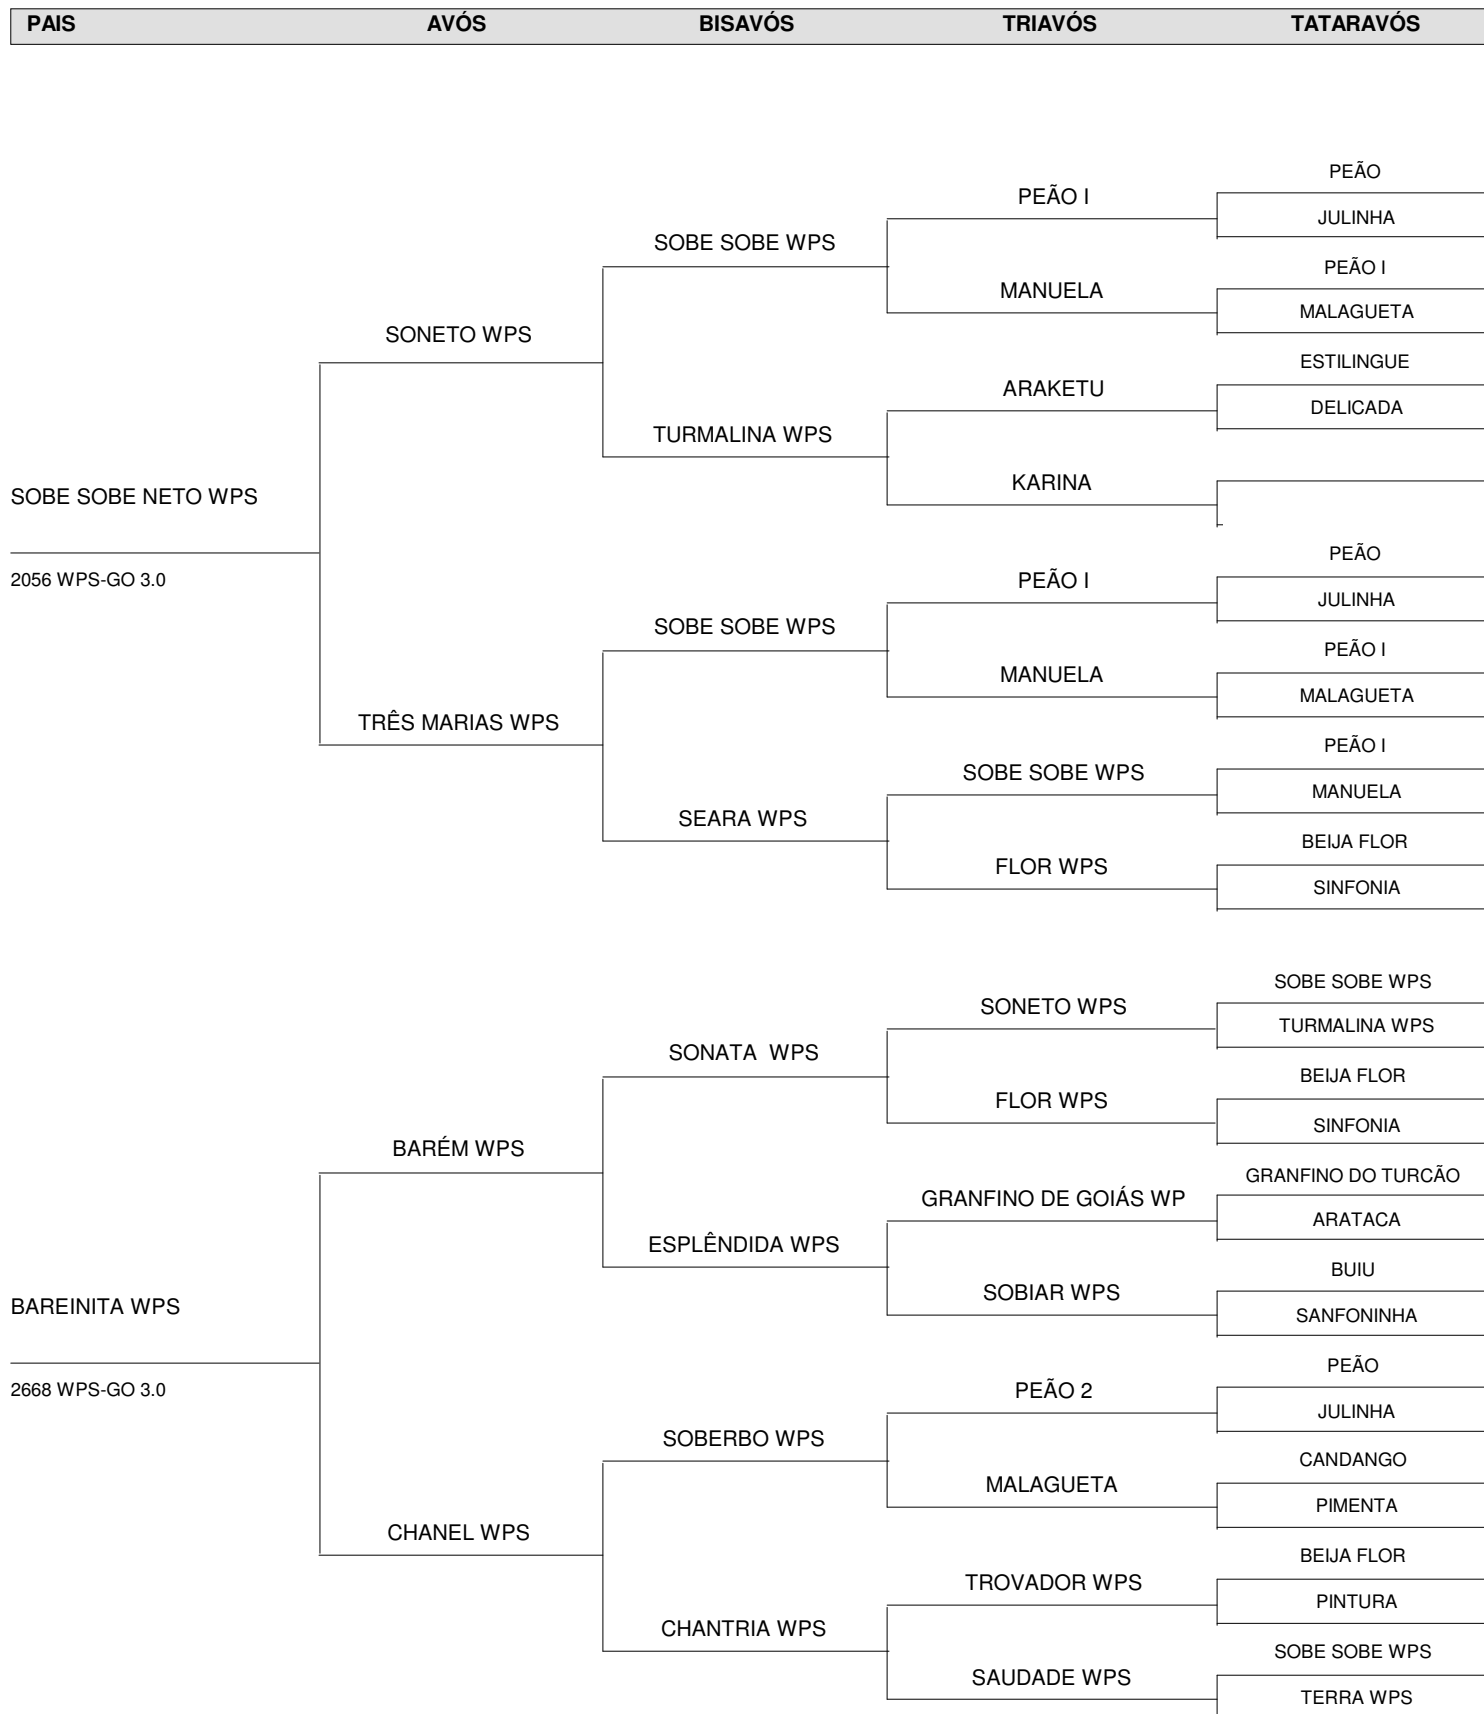 PAIS AVÓS BISAVÓS TRIAVÓS TATARAVÓS
PEÃO
PEÃO I
JULINHA
SOBE SOBE WPS
PEÃO I
MANUELA
MALAGUETA
SONETO WPS
ESTILINGUE
ARAKETU
DELICADA
TURMALINA WPS
KARINA
SOBE SOBE NETO WPS
PEÃO
2056 WPS-GO 3.0
PEÃO I
JULINHA
SOBE SOBE WPS
PEÃO I
MANUELA
MALAGUETA
TRÊS MARIAS WPS
PEÃO I
SOBE SOBE WPS
MANUELA
SEARA WPS
BEIJA FLOR
FLOR WPS
SINFONIA
SOBE SOBE WPS
SONETO WPS
TURMALINA WPS
SONATA  WPS
BEIJA FLOR
FLOR WPS
SINFONIA
BARÉM WPS
GRANFINO DO TURCÃO
GRANFINO DE GOIÁS WP
ARATACA
ESPLÊNDIDA WPS
BUIU
SOBIAR WPS
BAREINITA WPS
SANFONINHA
PEÃO
2668 WPS-GO 3.0
PEÃO 2
JULINHA
SOBERBO WPS
CANDANGO
MALAGUETA
PIMENTA
CHANEL WPS
BEIJA FLOR
TROVADOR WPS
PINTURA
CHANTRIA WPS
SOBE SOBE WPS
SAUDADE WPS
TERRA WPS